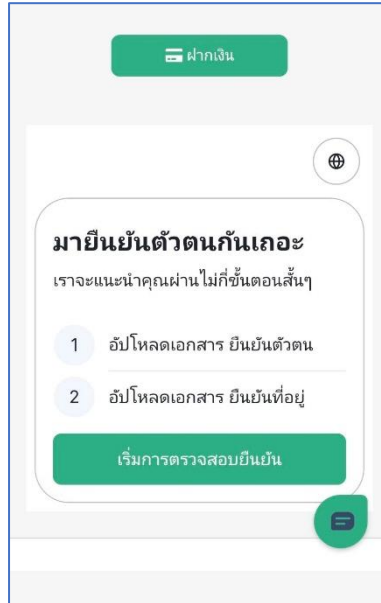 ฝากเงิน
มายืนยันตัวตนกันเถอะ
เราจะแนะนำคุณผ่านไม่กี่ขั้นตอนสั้นๆ
1 อัปโหลดเอกสาร ยืนยันตัวตน
2 อัปโหลดเอกสาร ยืนยันที่อยู่
เริ่มการตรวจสอบยืนยัน